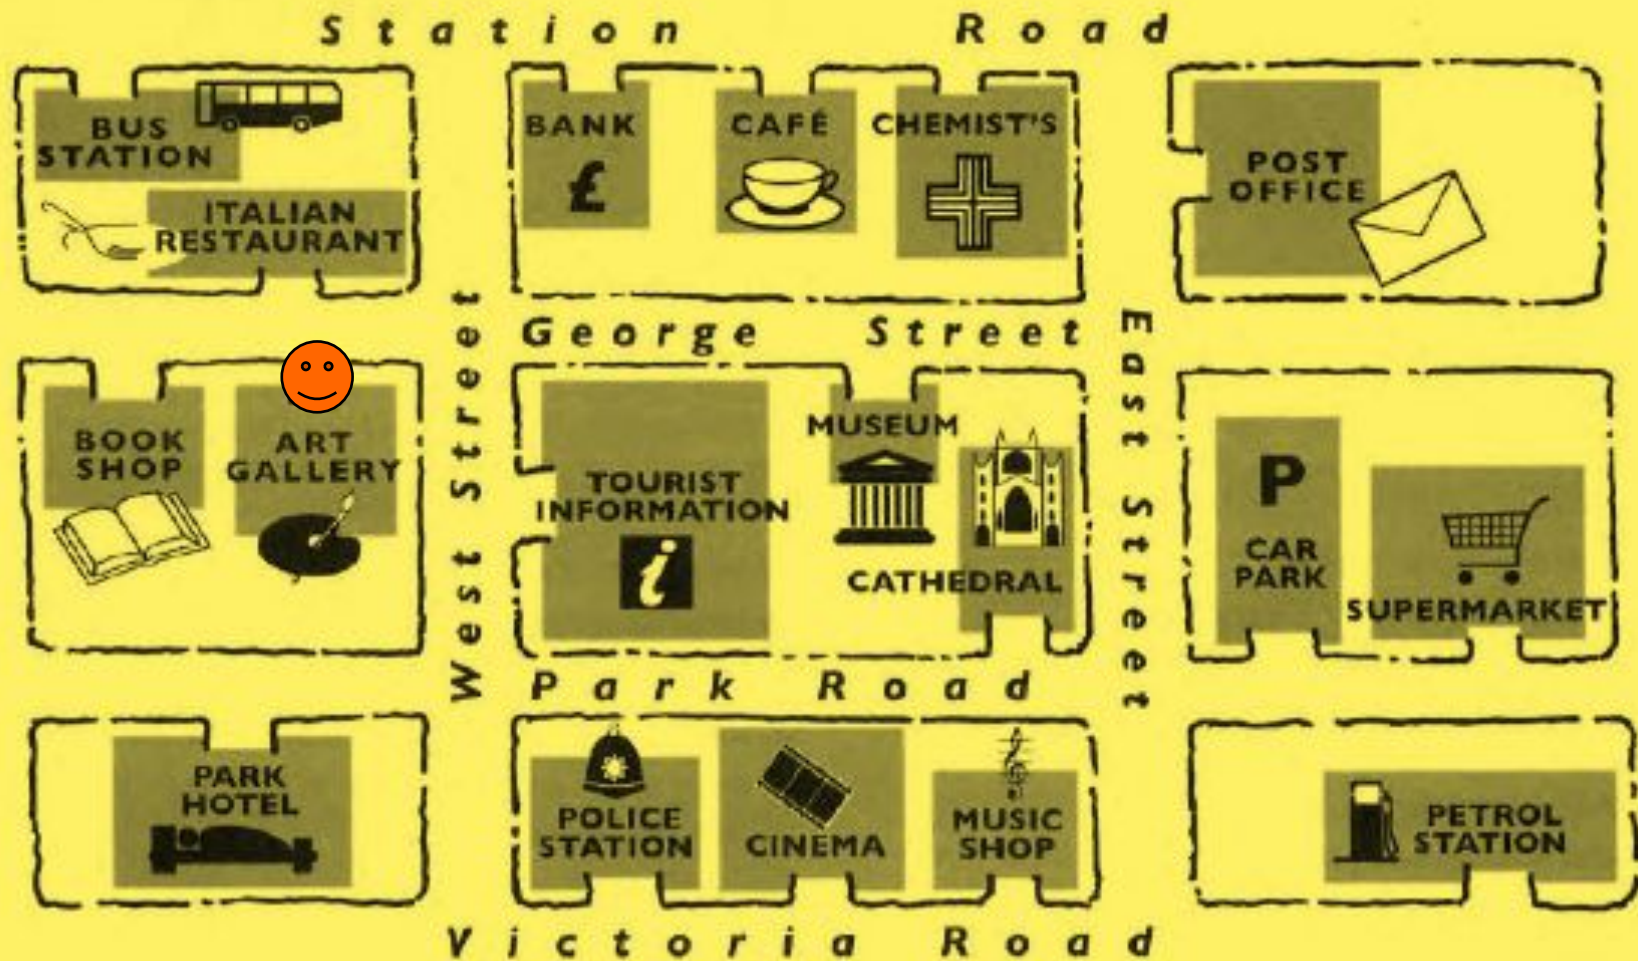 Station Road
BUS
STATION
ITALIAN
RESTAURANT
BANK
£
CAFÉ
CHEMIST'S
POST
OFFICE
George Street
West Street
East Street
BOOK
SHOP
ART
GALLERY
TOURIST
INFORMATION
i
MUSEUM
CATHEDRAL
P
CAR
PARK
SUPERMARKET
Park Road
PARK
HOTEL
POLICE
STATION
CINEMA
MUSIC
SHOP
PETROL
STATION
Victoria Road